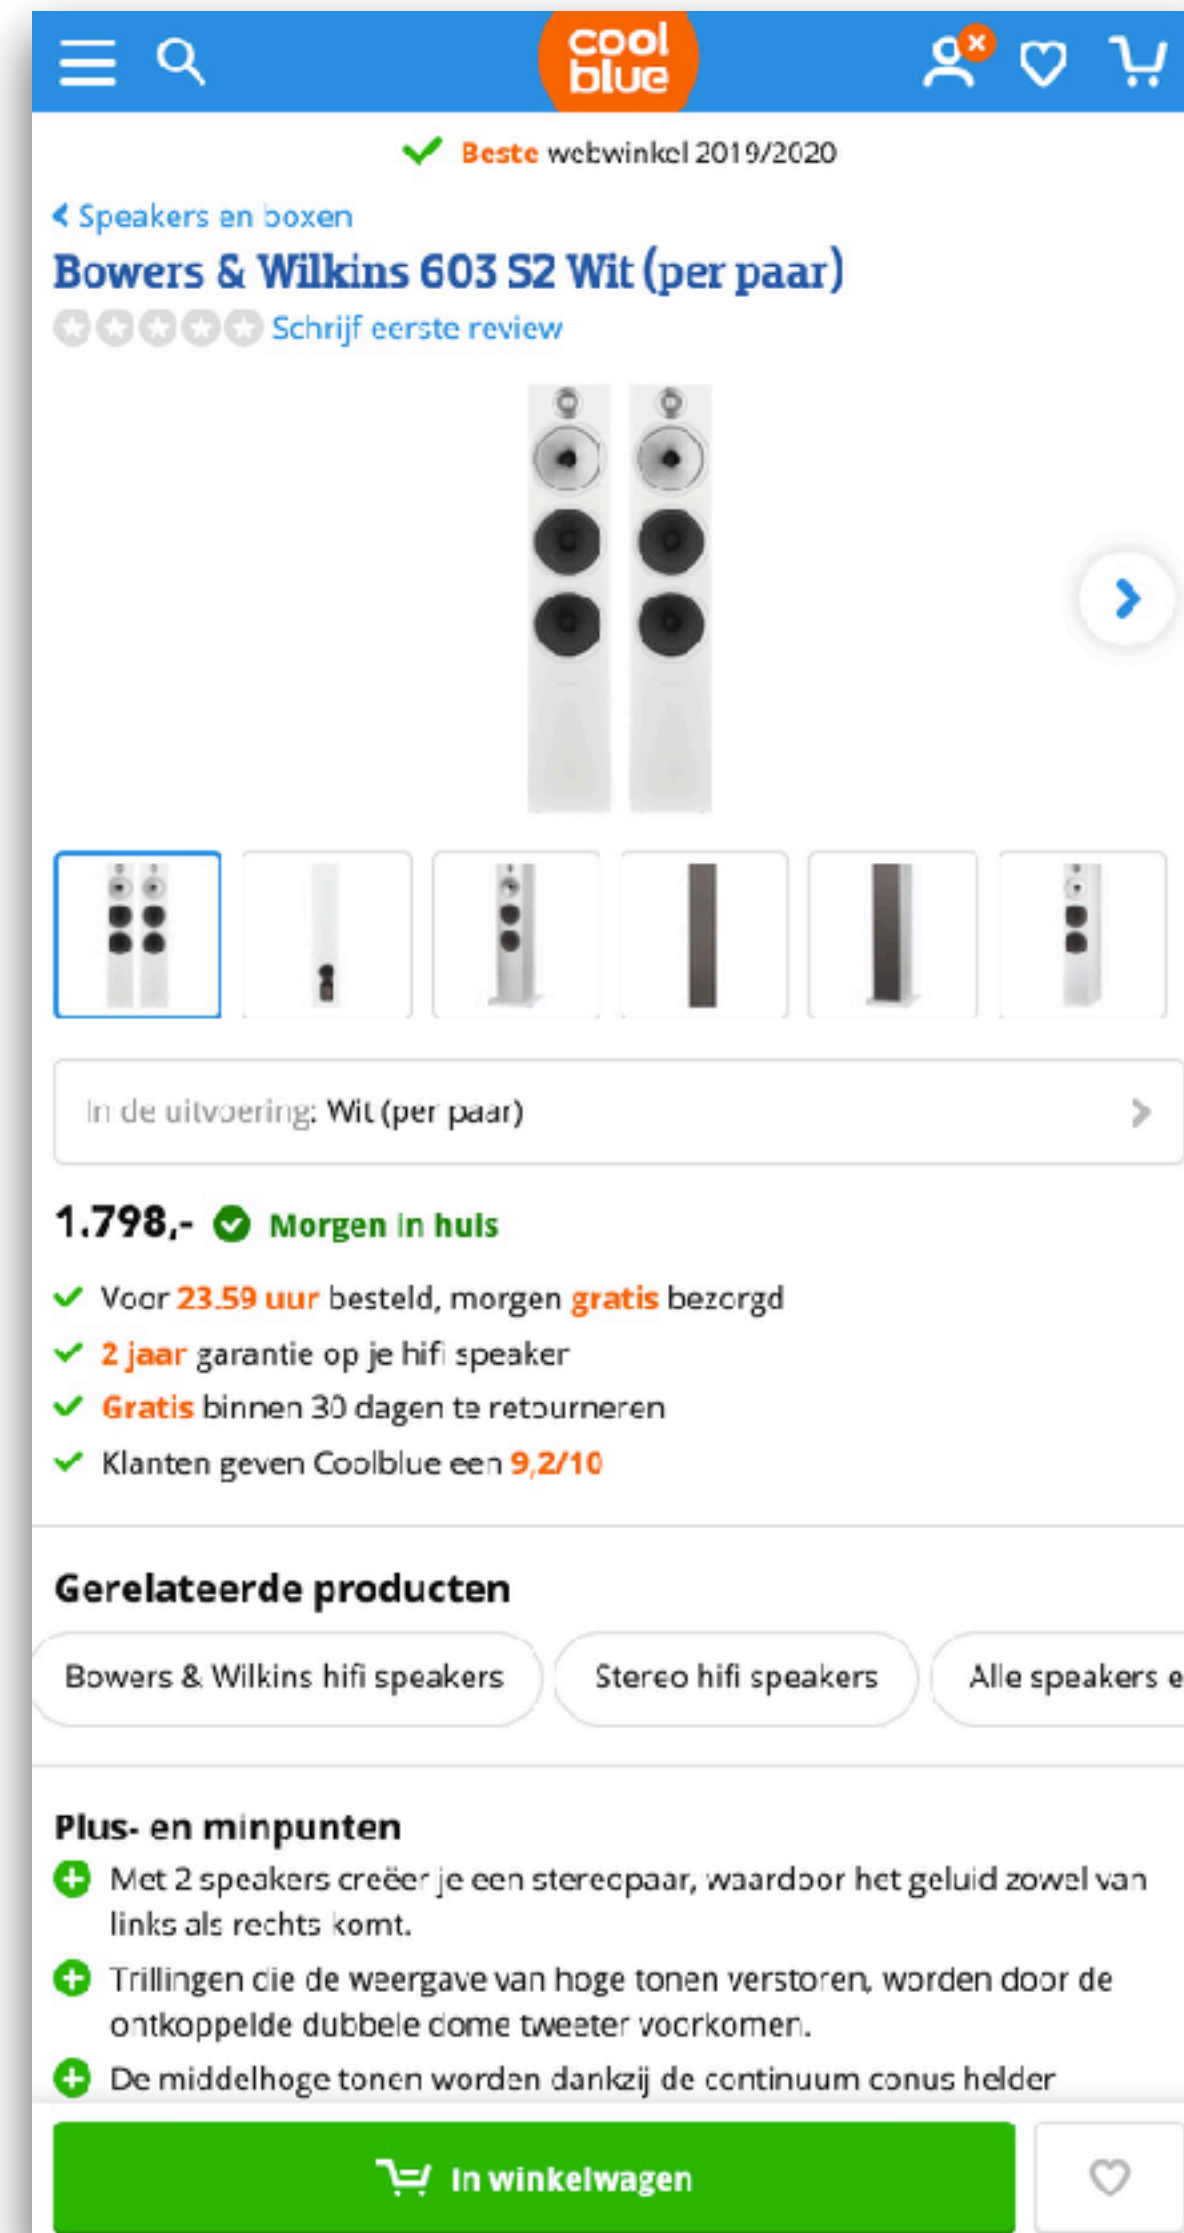 cool
blue
Beste webwinkel 2019/2020
Speakers en boxen
Bowers & Wilkins 603 S2 Wit (per paar)
Schrijf eerste review
In de uitvoering: Wit (per paar)
1.798,- Morgen in huis
Voor 23.59 uur besteld, morgen gratis bezorgd
2 jaar garantie op je hifi speaker
Gratis binnen 30 dagen te retourneren
Klanten geven Coolblue een 9,2/10
Gerelateerde producten
Bowers & Wilkins hifi speakers Stereo hifi speakers Alle speakers e
Plus- en minpunten
Met 2 speakers creëer je een stereopaar, waardoor het geluid zowel van
links als rechts komt.
Trillingen die de weergave van hoge tonen verstoren, worden door de
ontkoppelde dubbele dome tweeter voorkomen.
De middelhoge tonen worden dankzij de continuum conus helder
In winkelwagen